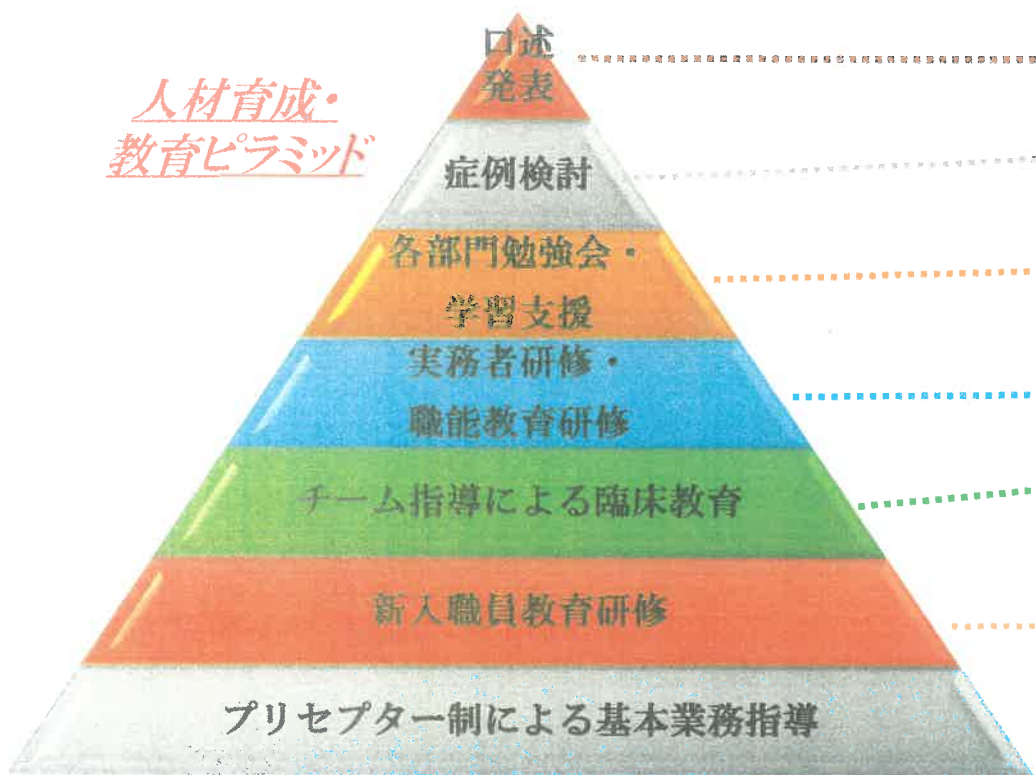 人材育成・
教育ピラミッド
口述
発表
症例検討
各部門勉強会・
学習支援
実務者研修・
職能教育研修
チーム指導による臨床教育
新入職員教育研修
プリセプター制による基本業務指導